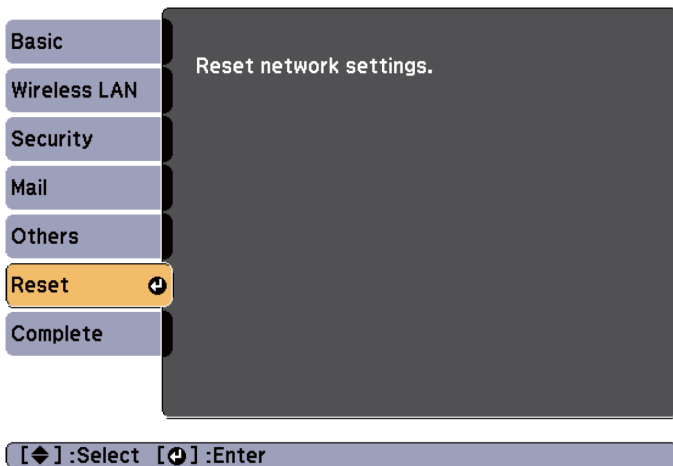 Basic
Wireless LAN
Security
Mail
Others
Reset
Complete
Reset network settings.
[◆]:Select [⏎]:Enter